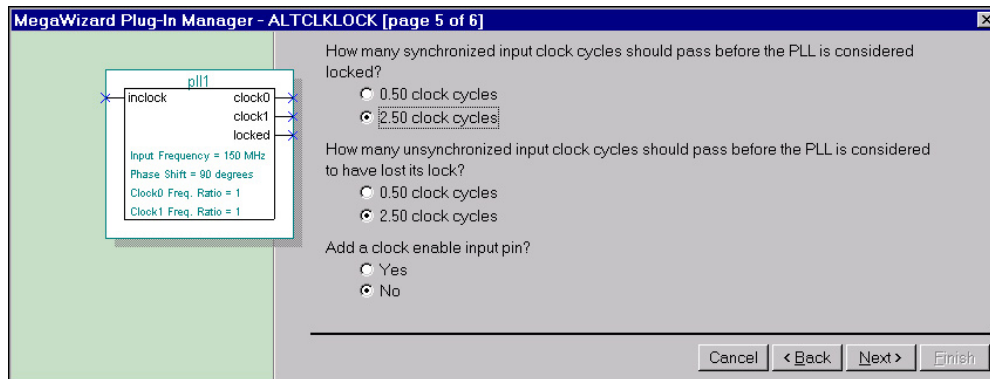 MegaWizard Plug-In Manager - ALTCLKLOCK [page 5 of 6]
pll1
inclock
clock0
clock1
locked
Input Frequency = 150 MHz
Phase Shift = 90 degrees
Clock0 Freq. Ratio = 1
Clock1 Freq. Ratio = 1
How many synchronized input clock cycles should pass before the PLL is considered
locked?
0.50 clock cycles
2.50 clock cycles
How many unsynchronized input clock cycles should pass before the PLL is considered
to have lost its lock?
0.50 clock cycles
2.50 clock cycles
Add a clock enable input pin?
Yes
No
Cancel
< Back
Next >
Finish